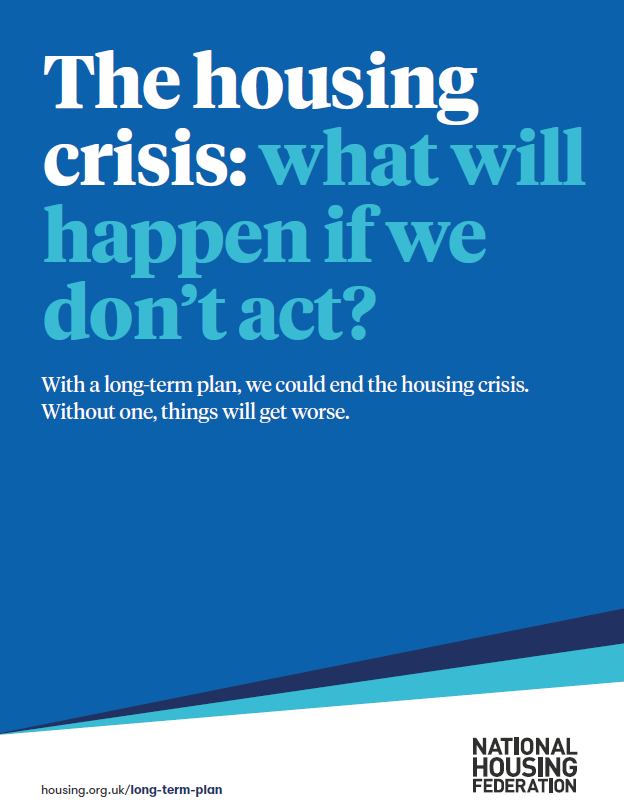 The housing
crisis: what will
happen if we
don’t act?
With a long-term plan, we could end the housing crisis.
Without one, things will get worse.
housing.org.uk/long-term-plan
NATIONAL
HOUSING
FEDERATION